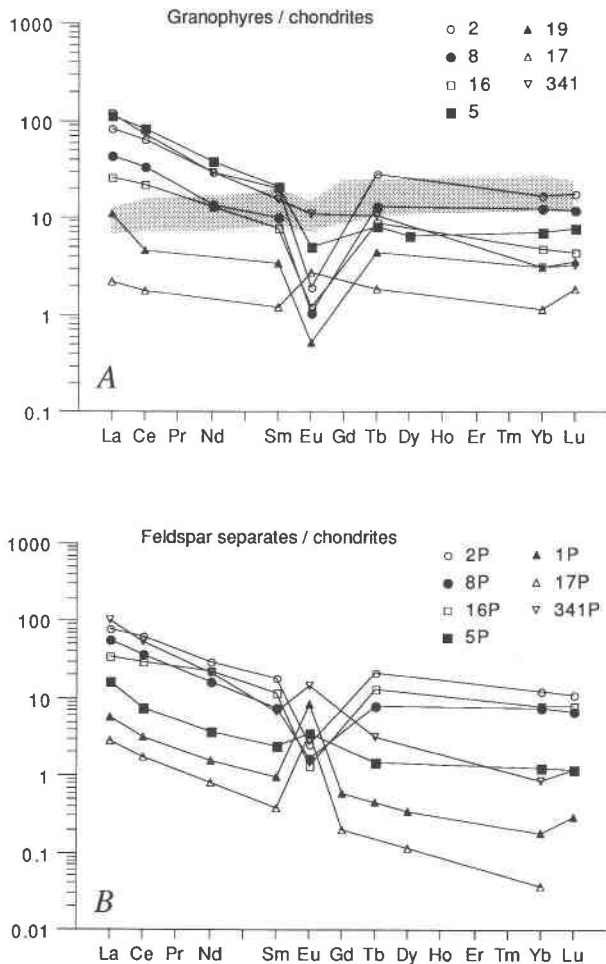 Granophyres / chondrites
1000
100
10
1
0.1
2 19
8 17
16 341
5
A
La Ce Pr Nd Sm Eu Gd Tb Dy Ho Er Tm Yb Lu
Feldspar separates / chondrites
1000
100
10
1
0.1
0.01
2P 1P
8P 17P
16P 341P
5P
B
La Ce Pr Nd Sm Eu Gd Tb Dy Ho Er Tm Yb Lu